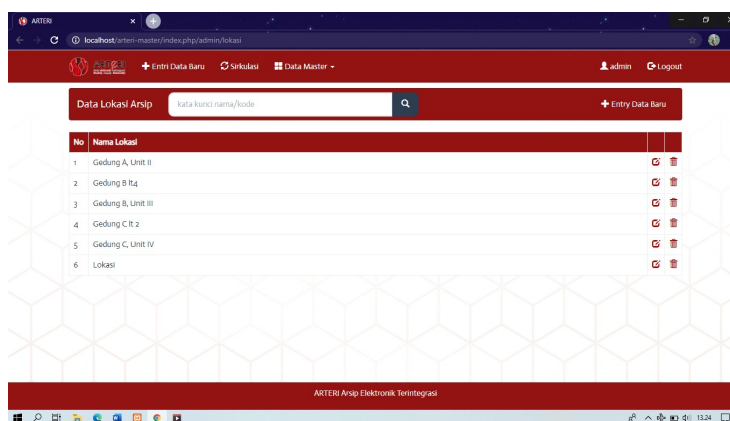 ARTERI
localhost/arteri-master/index.php/admin/lokasi
ARTERI
Entri Data Baru
Sirkulasi
Data Master
admin
Logout
Data Lokasi Arsip
kata kunci nama/kode
Entry Data Baru
No Nama Lokasi
1 Gedung A, Unit II
2 Gedung B lt4
3 Gedung B, Unit III
4 Gedung C lt 2
5 Gedung C, Unit IV
6 Lokasi
ARTERI Arsip Elektronik Terintegrasi
13.24